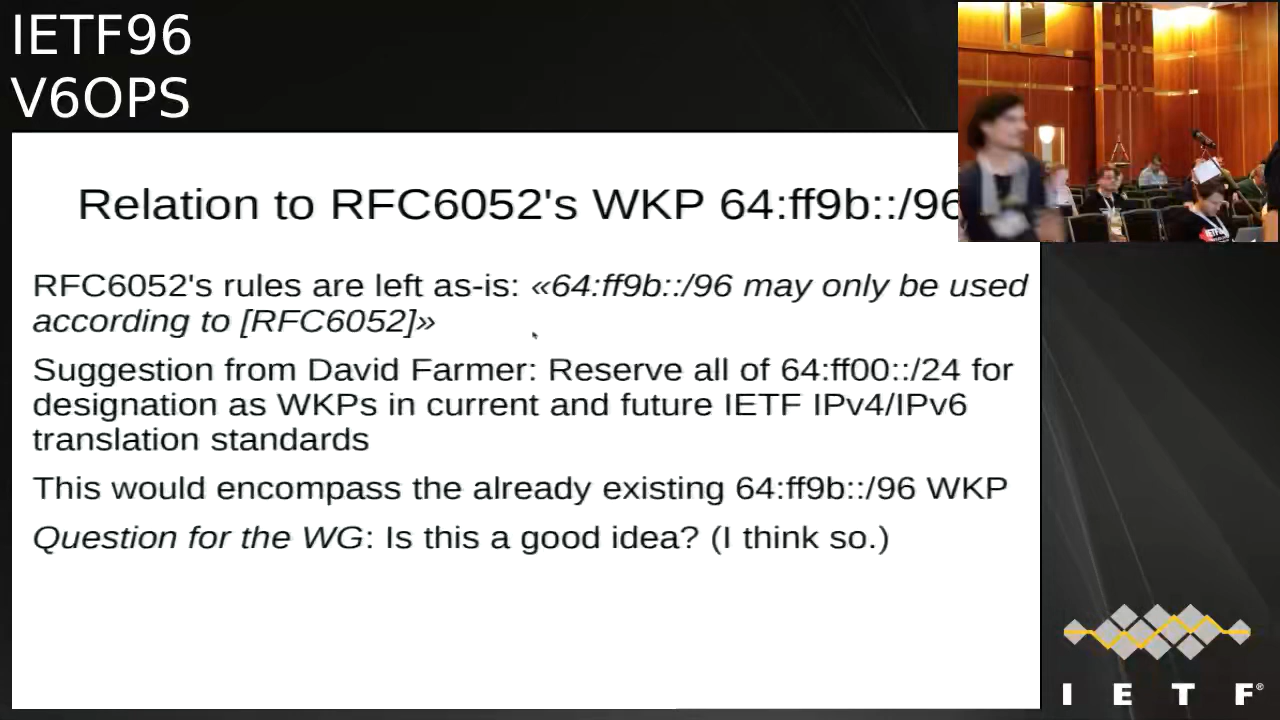 IETF96
V6OPS
Relation to RFC6052's WKP 64:ff9b::/96
RFC6052's rules are left as-is: «64:ff9b::/96 may only be used
according to [RFC6052]»
Suggestion from David Farmer: Reserve all of 64:ff00::/24 for
designation as WKPs in current and future IETF IPv4/IPv6
translation standards
This would encompass the already existing 64:ff9b::/96 WKP
Question for the WG: Is this a good idea? (I think so.)
I E T F®